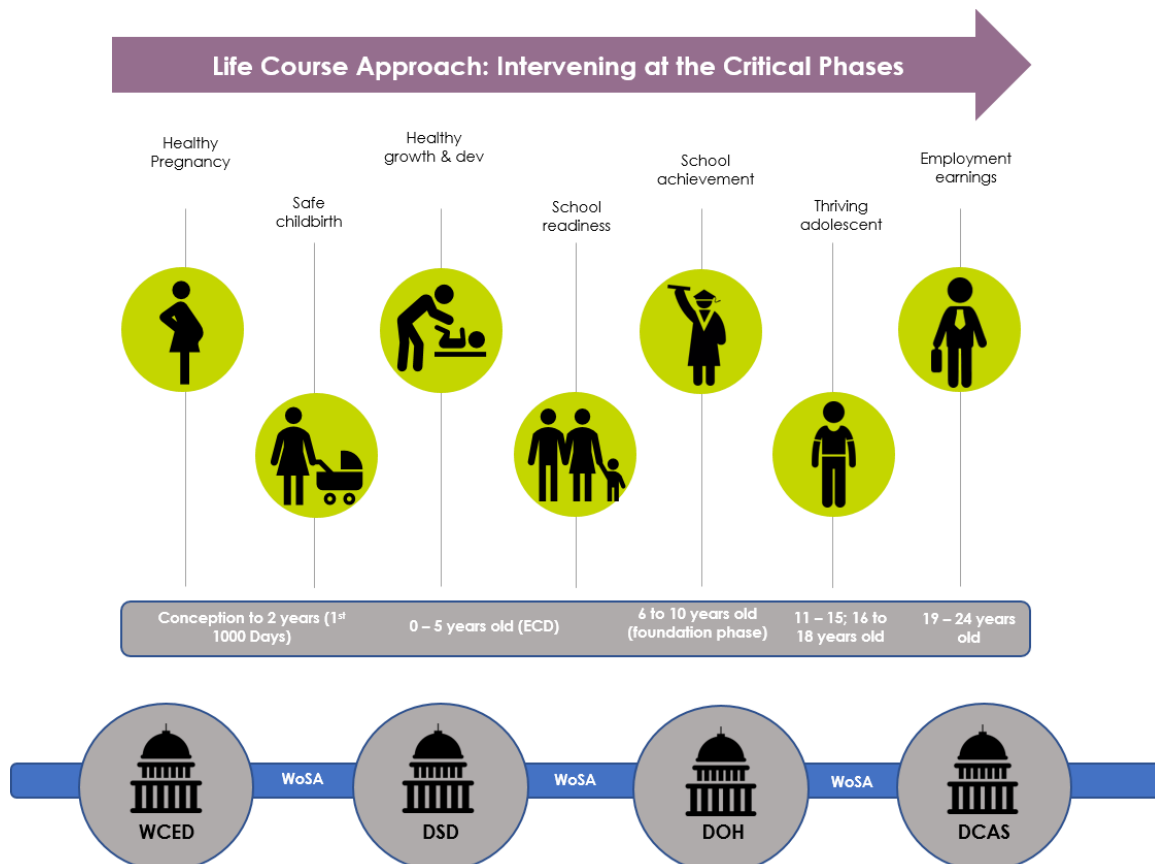 Life Course Approach: Intervening at the Critical Phases
Healthy
Pregnancy
Safe
childbirth
Healthy
growth & dev
School
readiness
School
achievement
Thriving
adolescent
Employment
earnings
Conception to 2 years (1st
1000 Days)
0 – 5 years old (ECD)
6 to 10 years old
(foundation phase)
11 – 15; 16 to
18 years old
19 – 24 years
old
WCED
WoSA
DSD
WoSA
DOH
WoSA
DCAS